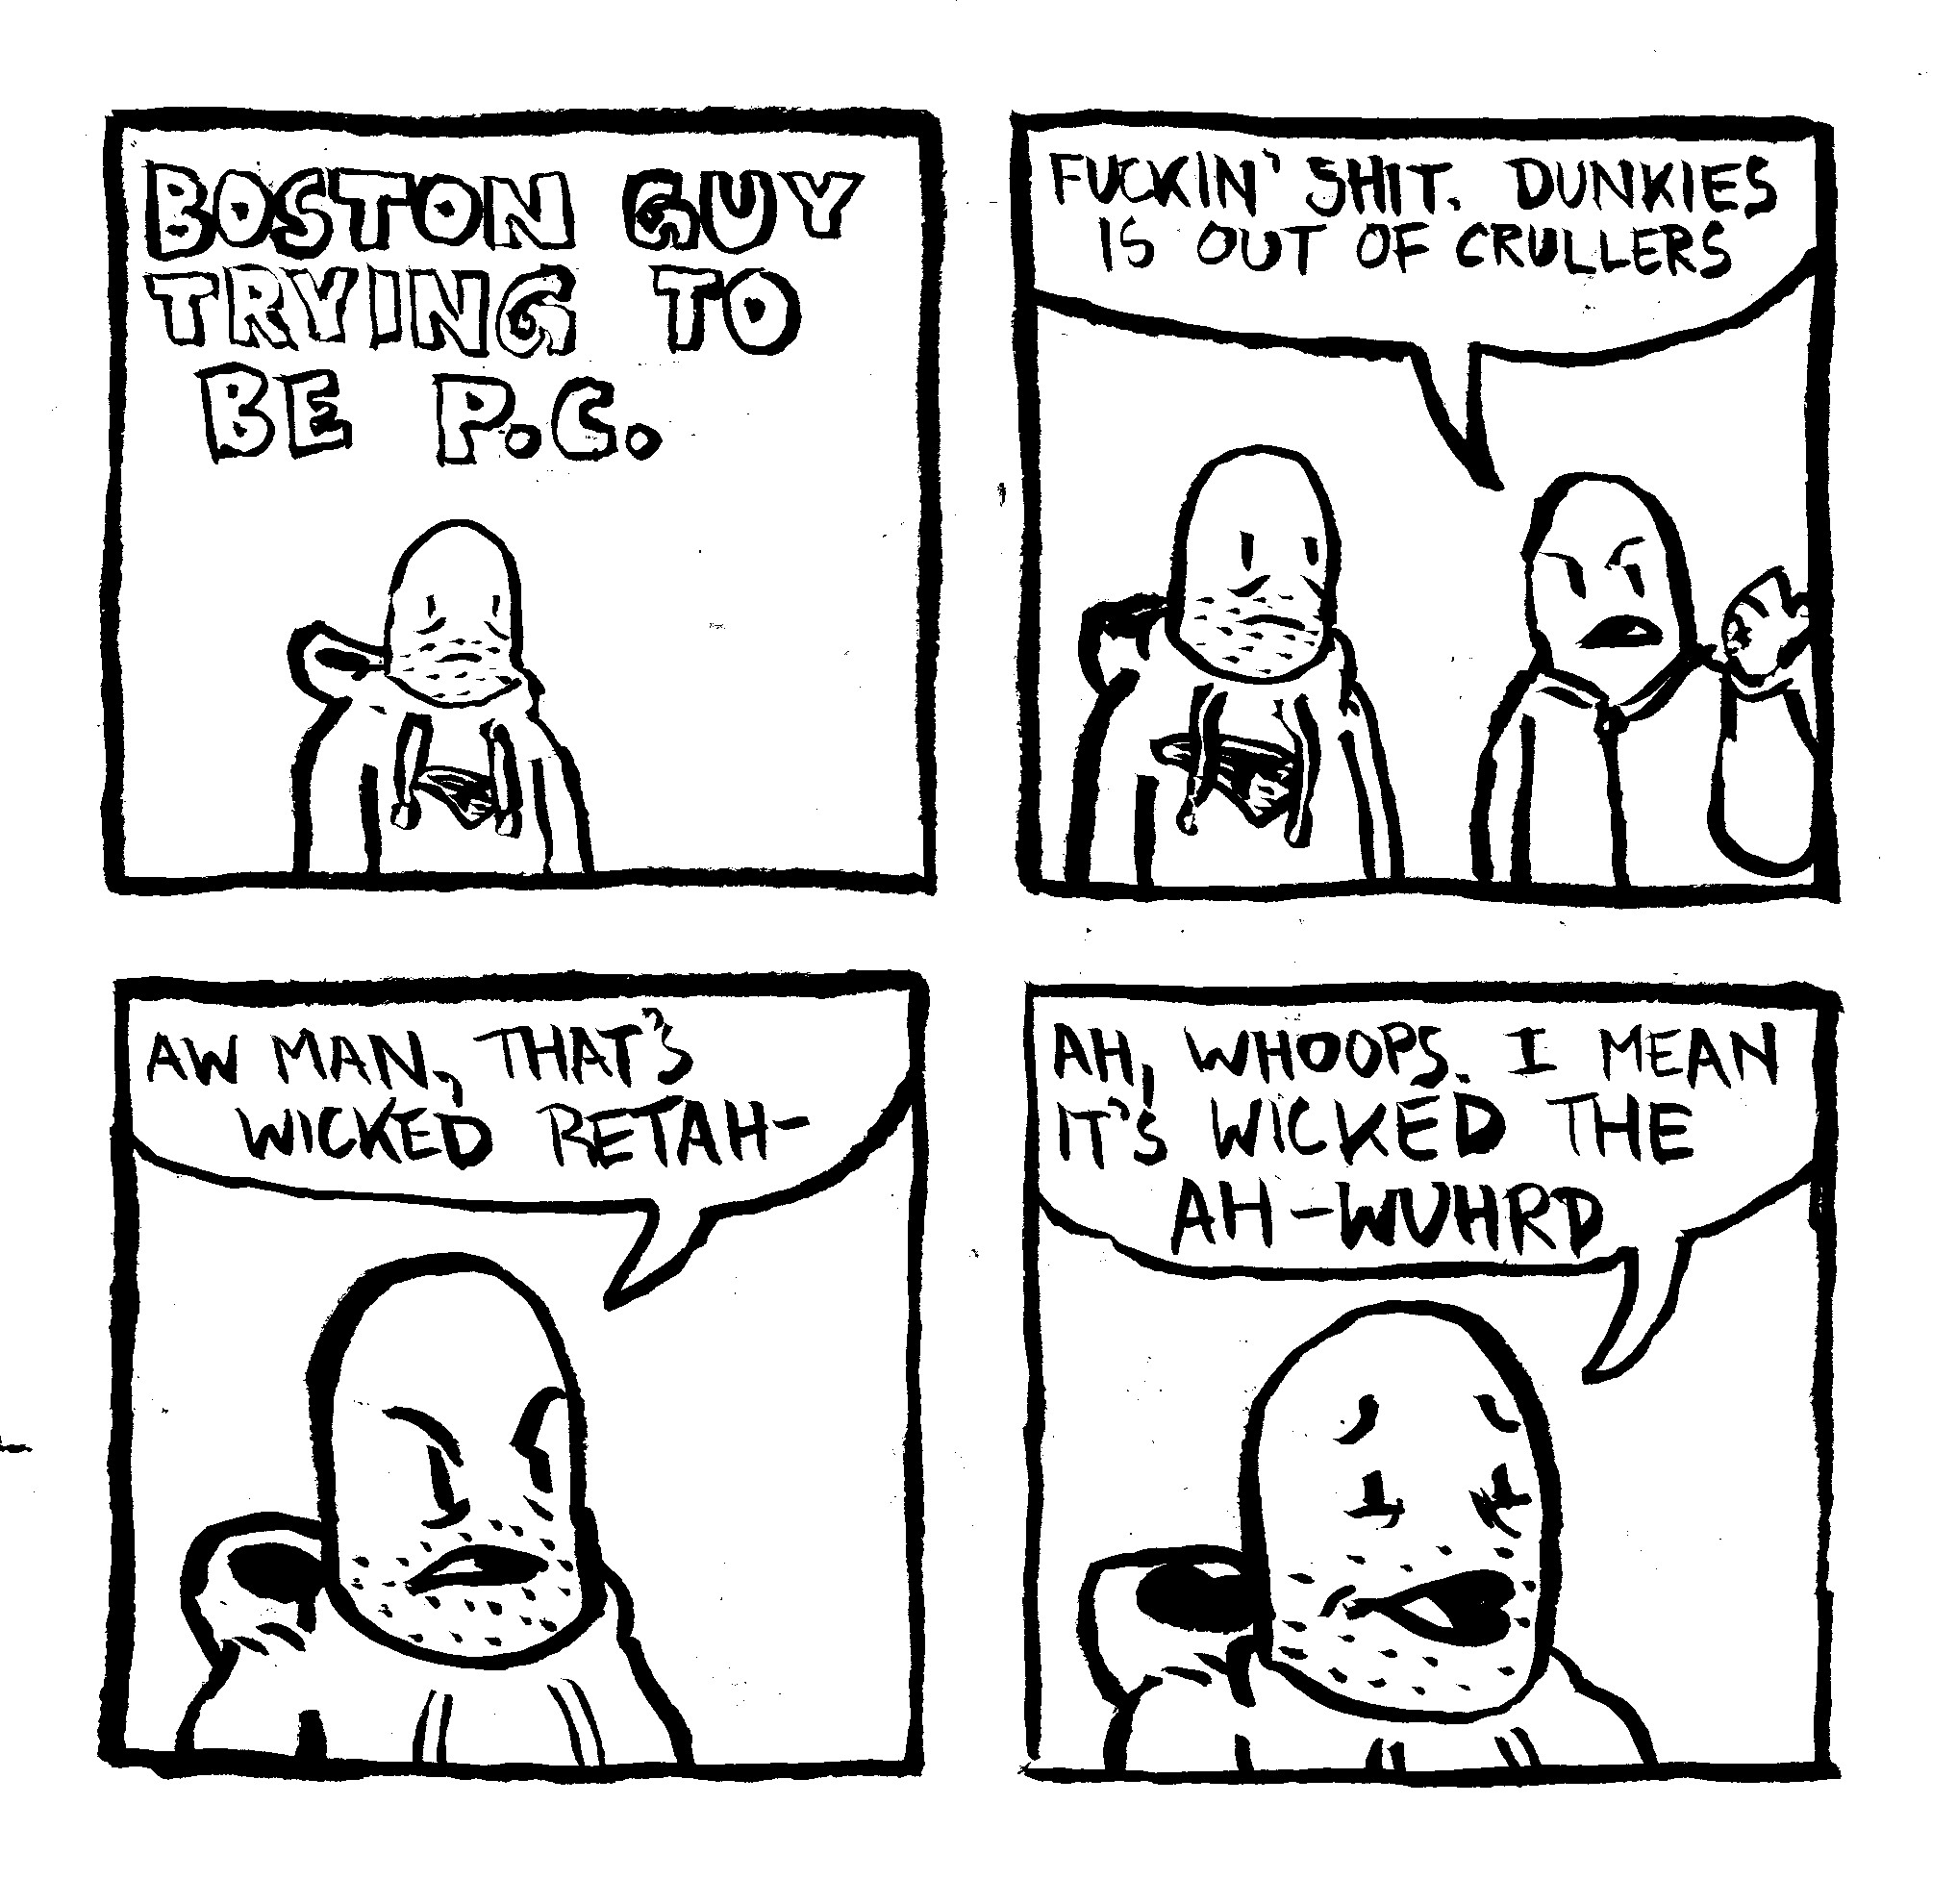 BOSTON GUY
TRYING TO
BE P.C.
FUCKIN' SHIT. DUNKIES
IS OUT OF CRULLERS
AW MAN, THAT'S
WICKED RETAH-
AH, WHOOPS. I MEAN
IT'S WICKED THE
AH-WUHRD